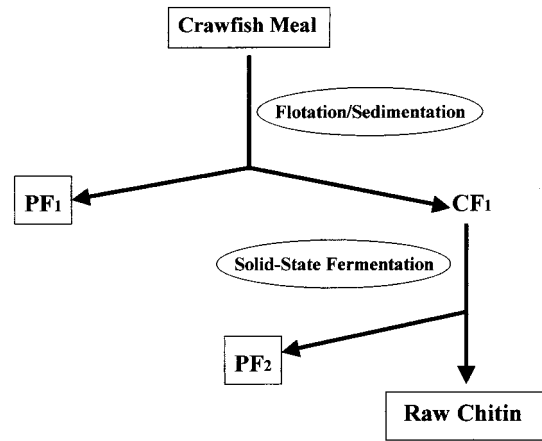 Crawfish Meal
Flotation/Sedimentation
PF1
CF1
Solid-State Fermentation
PF2
Raw Chitin